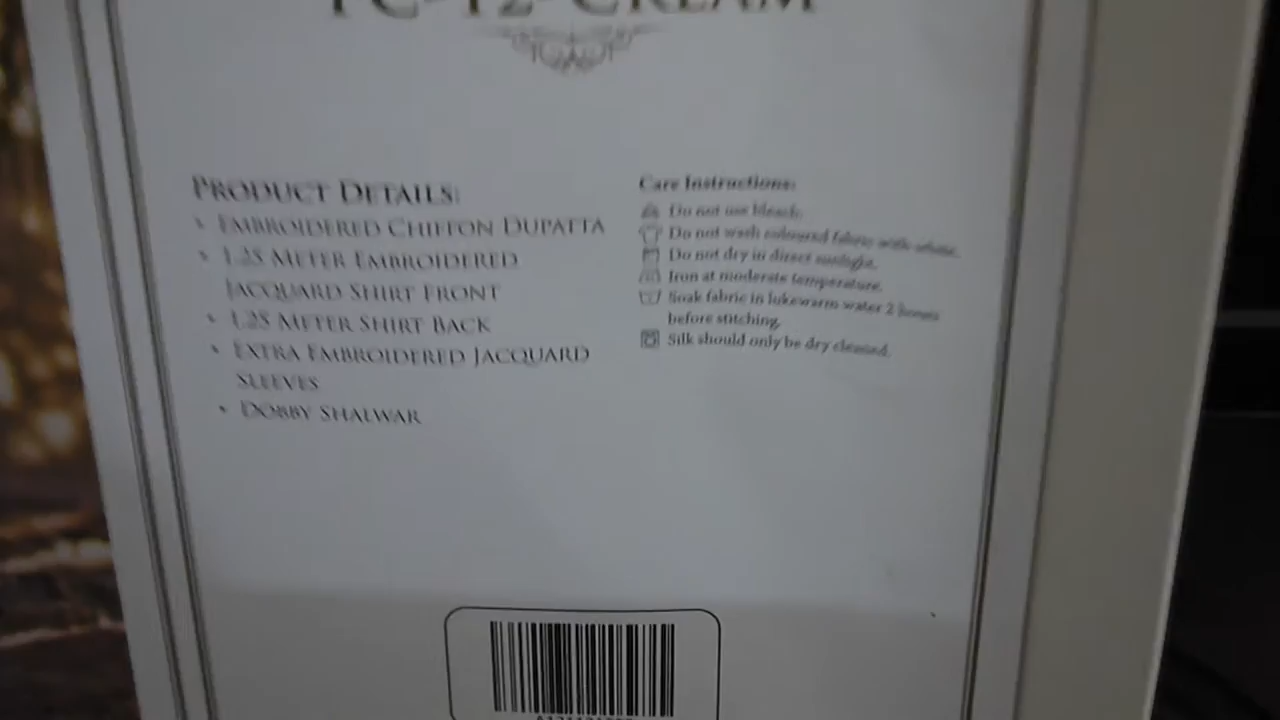 PRODUCT DETAILS:
• EMBROIDERED CHIFFON DUPATTA
• 1.25 METER EMBROIDERED
JACQUARD SHIRT FRONT
• 1.25 METER SHIRT BACK
• EXTRA EMBROIDERED JACQUARD
SLEEVES
• DOBBY SHALWAR
Care Instructions:
Do not use bleach.
Do not wash coloured fabric with white.
Do not dry in direct sunlight.
Iron at moderate temperature.
Soak fabric in lukewarm water 2 hours
before stitching.
Silk should only be dry cleaned.